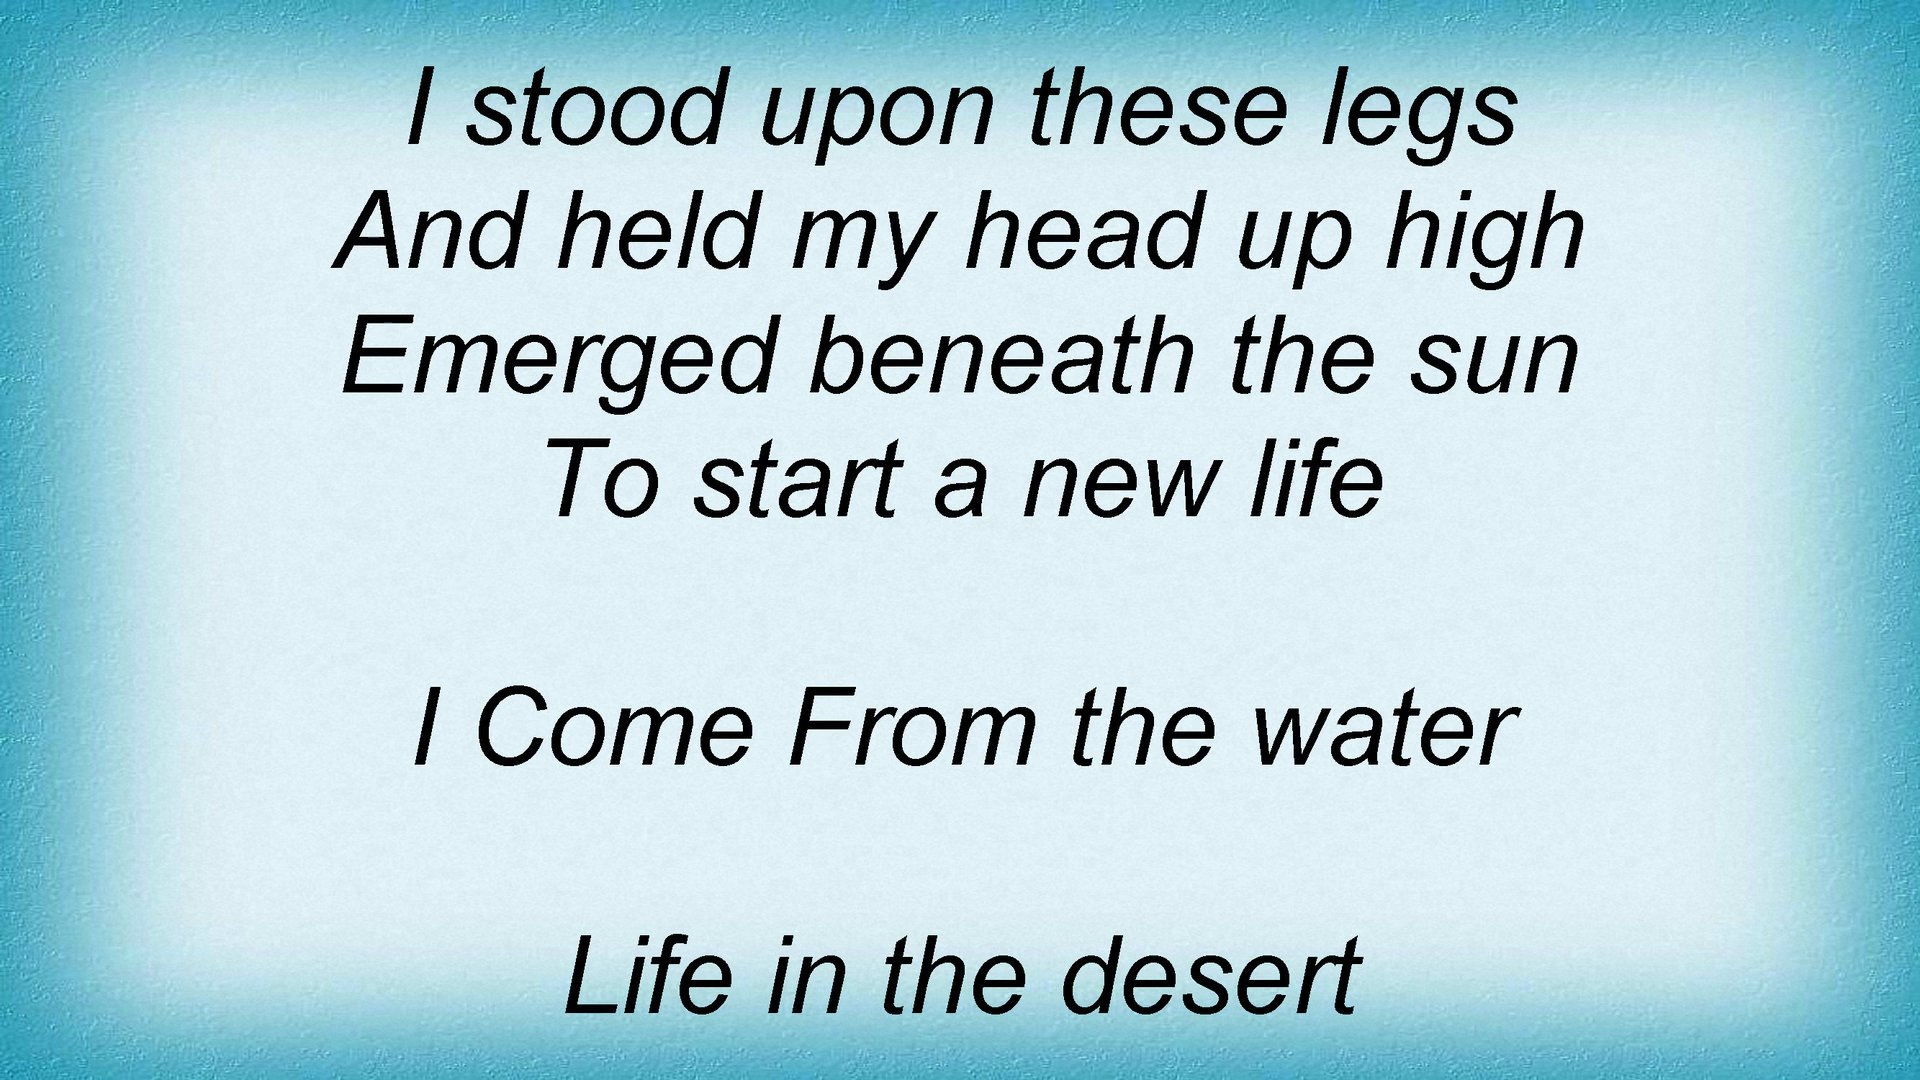 I stood upon these legs
And held my head up high
Emerged beneath the sun
To start a new life
I Come From the water
Life in the desert